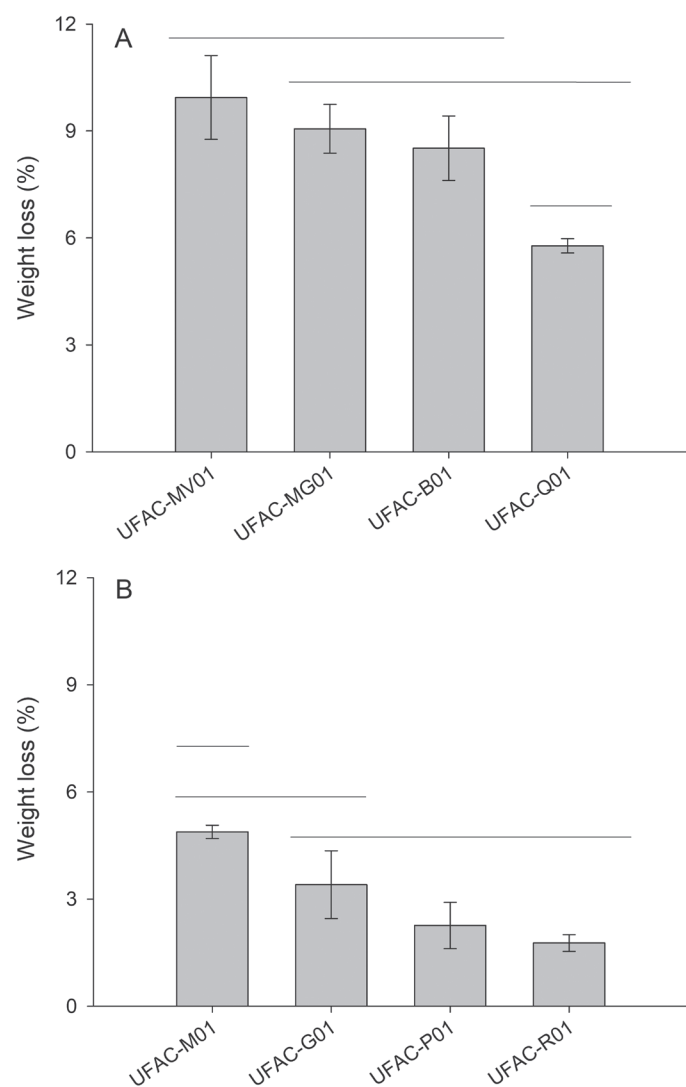 A
Weight loss (%)
12
9
6
3
0
UFAC-MV01
UFAC-MG01
UFAC-B01
UFAC-Q01
B
Weight loss (%)
12
9
6
3
0
UFAC-M01
UFAC-G01
UFAC-P01
UFAC-R01